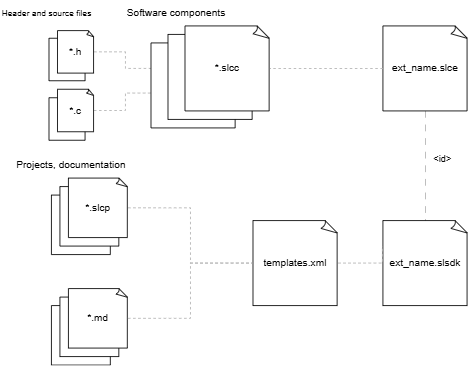 Header and source files
Software components
*.h
*.slcc
ext_name.slce
*.c
<id>
Projects, documentation
*.slcp
templates.xml
ext_name.slsdk
*.md